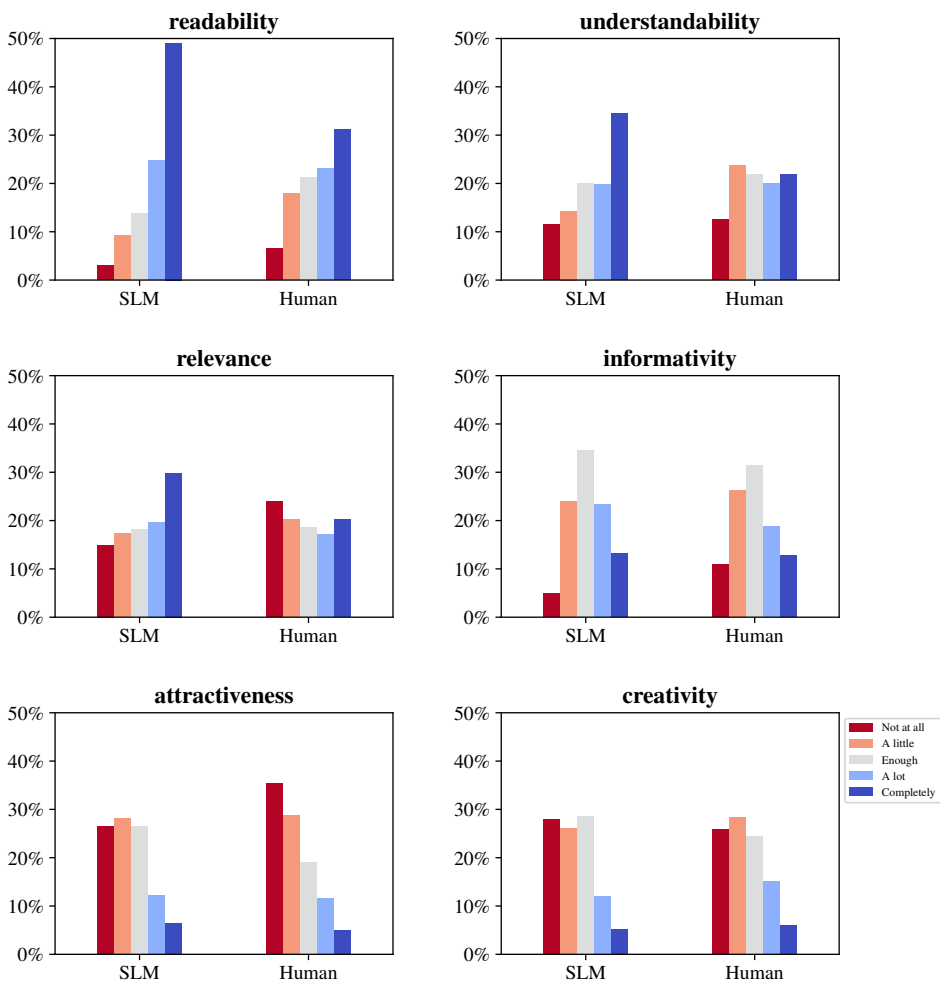 readability
50%
40%
30%
20%
10%
0%
SLM
Human
understandability
50%
40%
30%
20%
10%
0%
SLM
Human
relevance
50%
40%
30%
20%
10%
0%
SLM
Human
informativity
50%
40%
30%
20%
10%
0%
SLM
Human
attractiveness
50%
40%
30%
20%
10%
0%
SLM
Human
creativity
50%
40%
30%
20%
10%
0%
SLM
Human
Not at all
A little
Enough
A lot
Completely